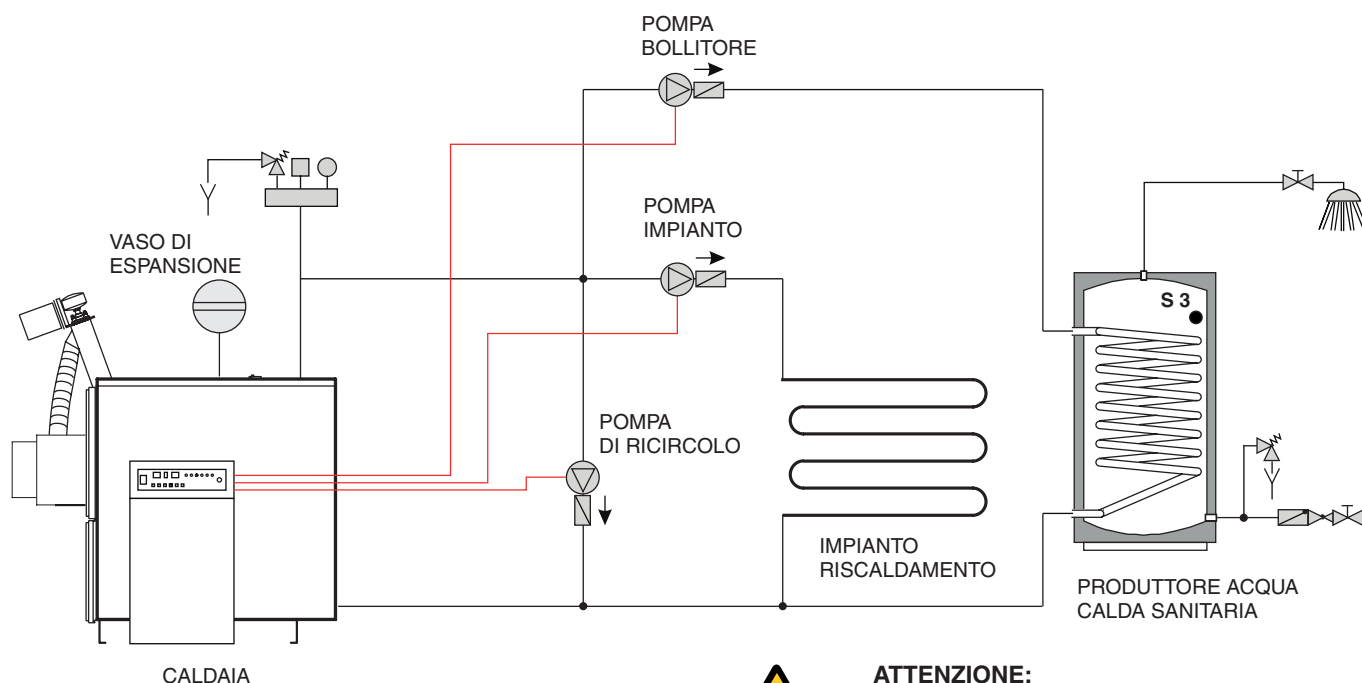 POMPA
BOLLITORE
POMPA
IMPIANTO
VASO DI
ESPANSIONE
S 3
POMPA
DI RICIRCOLO
IMPIANTO
RISCALDAMENTO
PRODUTTORE ACQUA
CALDA SANITARIA
CALDAIA
ATTENZIONE: